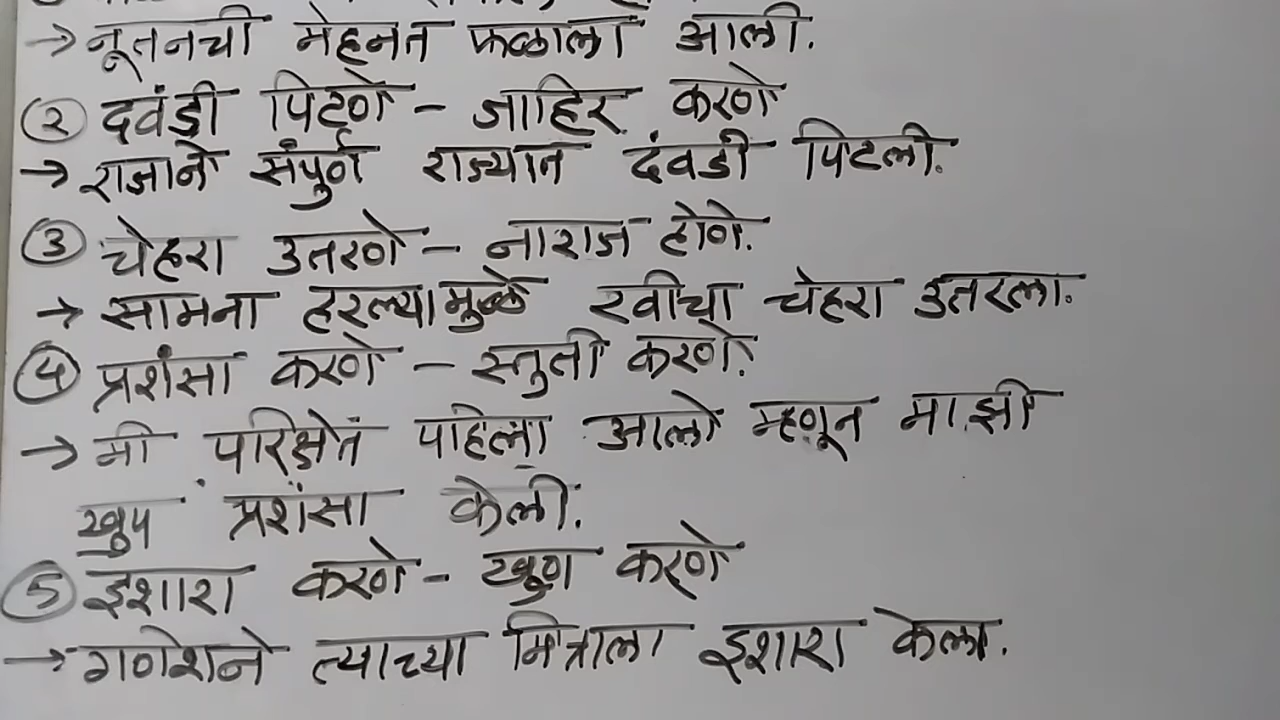 → नूतनची मेहनत फळाला आली.
② दवंडी पिटणे - जाहिर करणे
→ राजाने संपुर्ण राज्यात दंवडी पिटली.
③ चेहरा उतरणे - नाराज होणे.
→ सामना हरल्यामुळे रवीचा चेहरा उतरला.
④ प्रशंसा करणे - स्तुती करणे.
→ मी परिक्षेत पहिला आलो म्हणून माझी
खुप प्रशंसा केली.
⑤ इशारा करणे - खुण करणे
→ गणेशने त्याच्या मित्राला इशारा केला.